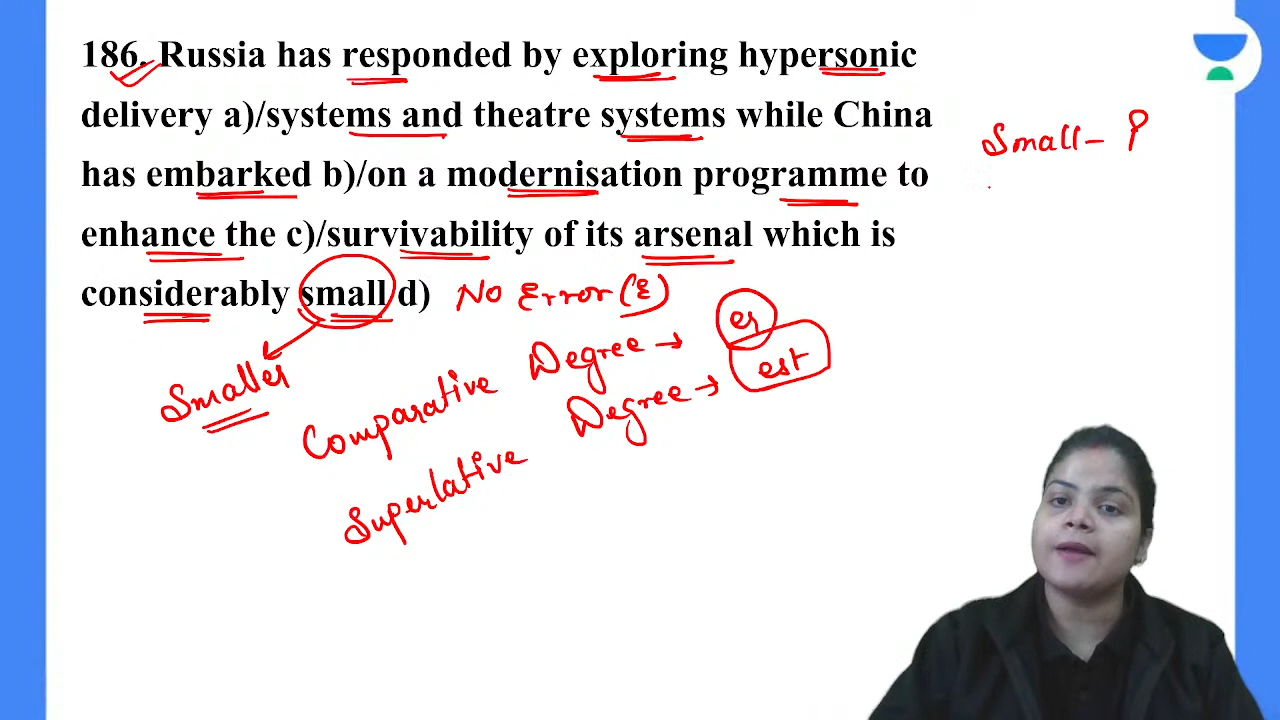 186. Russia has responded by exploring hypersonic
delivery a)/systems and theatre systems while China
has embarked b)/on a modernisation programme to
enhance the c)/survivability of its arsenal which is
considerably small d) No Error (E)
Small - P
Smaller
Comparative Degree → er
Superlative Degree → est